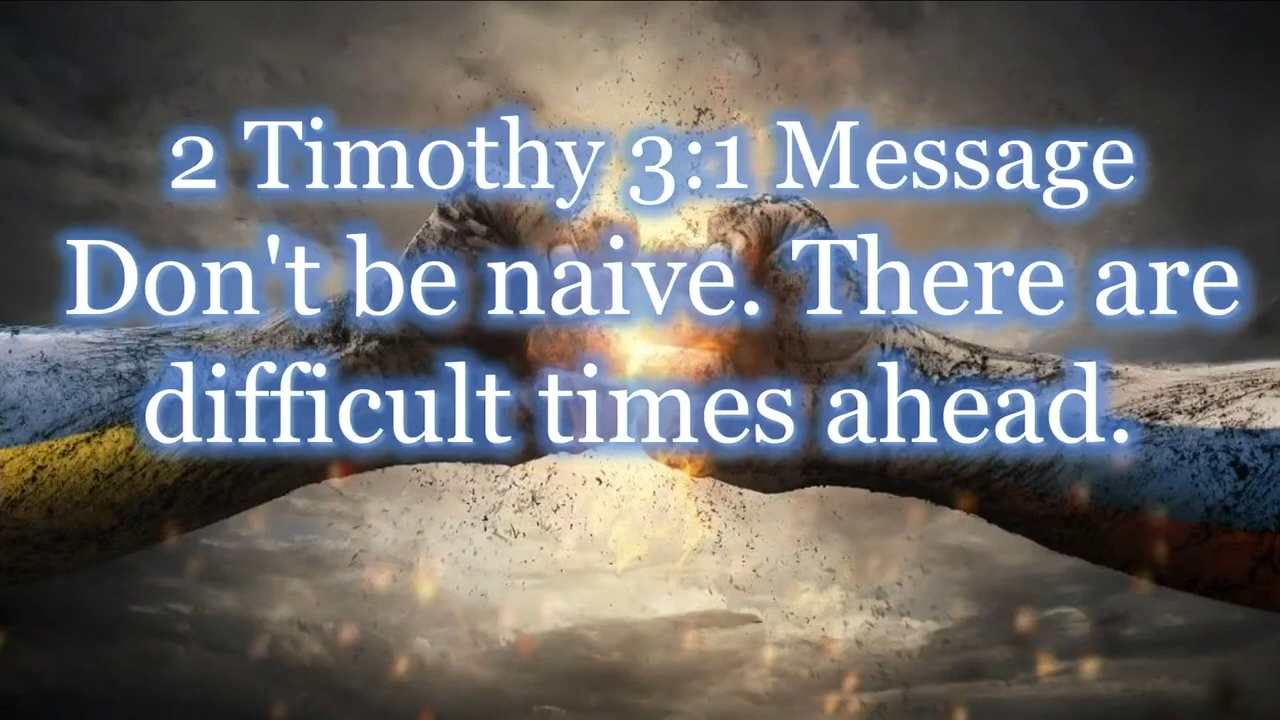 2 Timothy 3:1 Message
Don't be naive. There are
difficult times ahead.